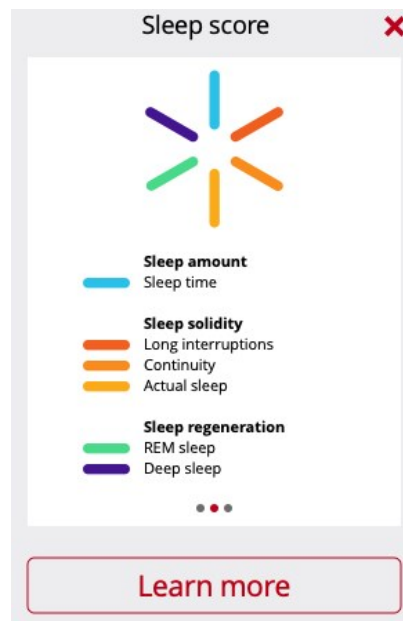 Sleep score
Sleep amount
Sleep time
Sleep solidity
Long interruptions
Continuity
Actual sleep
Sleep regeneration
REM sleep
Deep sleep
Learn more